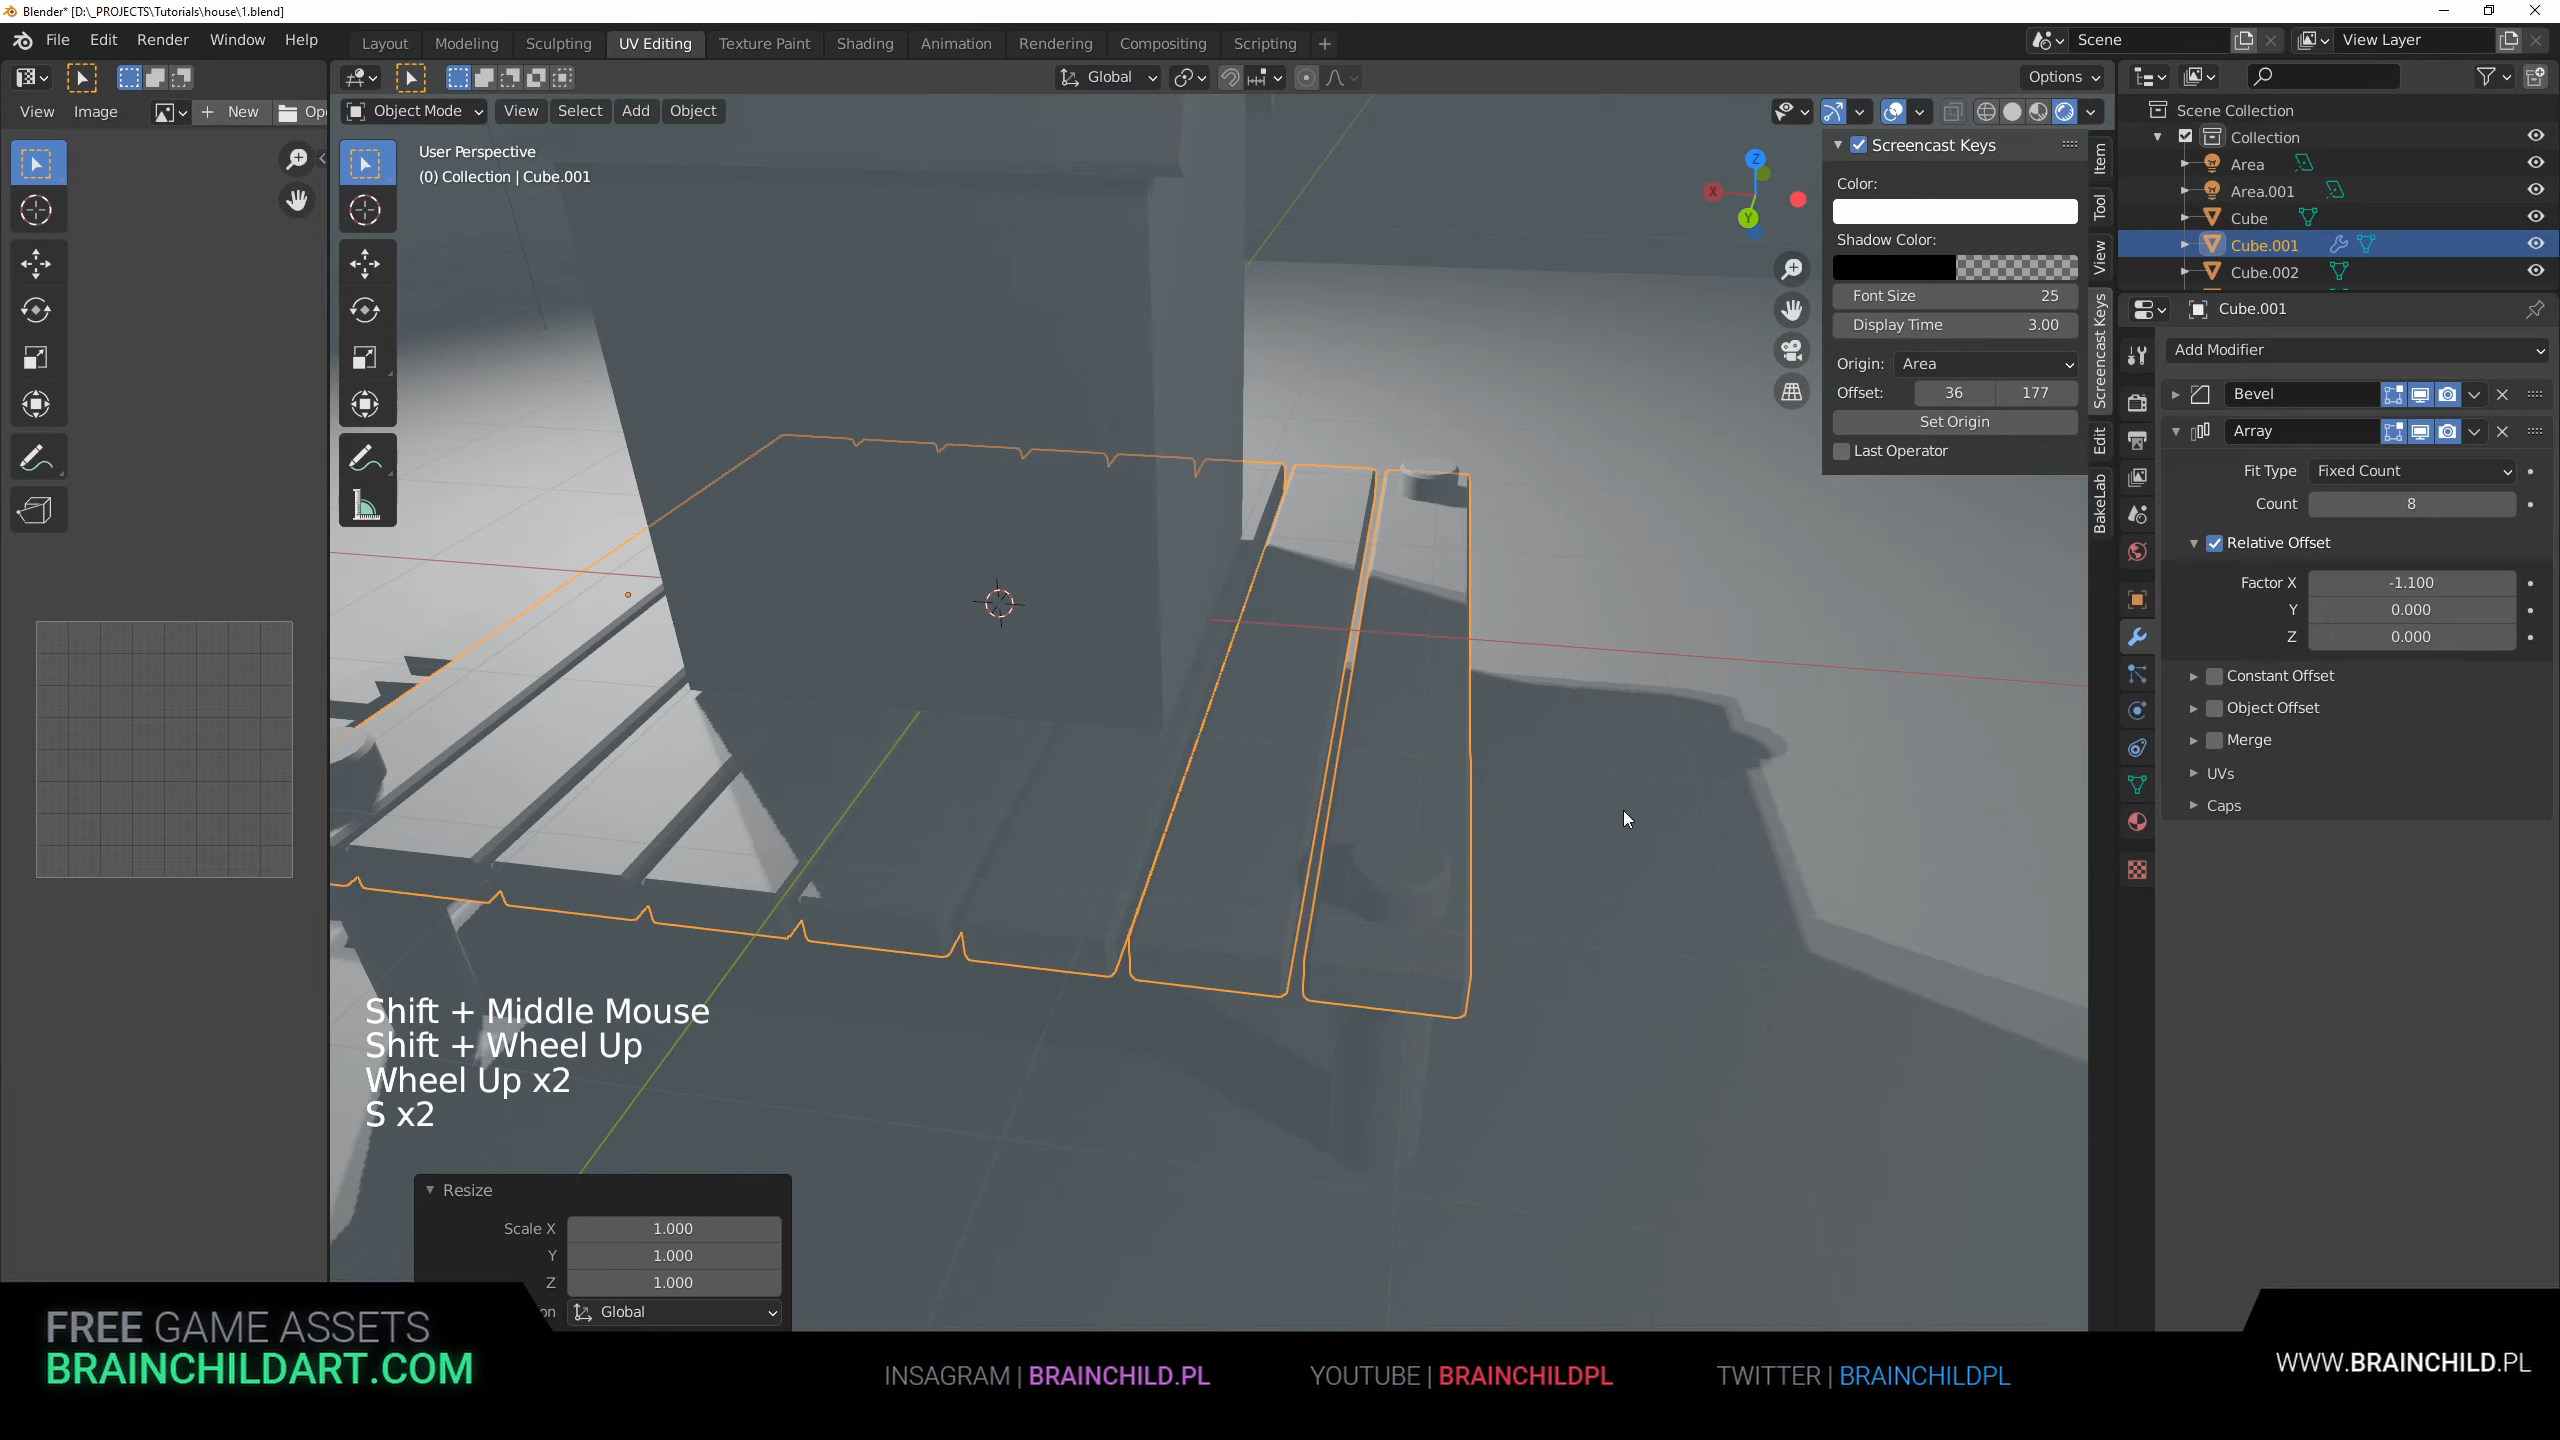 Blender* [D:\_PROJECTS\Tutorials\house\1.blend]
File Edit Render Window Help
Layout Modeling Sculpting UV Editing Texture Paint Shading Animation Rendering Compositing Scripting +
Scene
View Layer
Global
Options
View Image + New Op
Object Mode View Select Add Object
User Perspective
(0) Collection | Cube.001
X Y Z
Screencast Keys
Color:
Shadow Color:
Font Size 25
Display Time 3.00
Origin: Area
Offset: 36 177
Set Origin
Last Operator
Item
Tool
View
Screencast Keys
Edit
BakeLab
Scene Collection
Collection
Area
Area.001
Cube
Cube.001
Cube.002
Cube.001
Add Modifier
Bevel
Array
Fit Type Fixed Count
Count 8
Relative Offset
Factor X -1.100
Y 0.000
Z 0.000
Constant Offset
Object Offset
Merge
UVs
Caps
Shift + Middle Mouse
Shift + Wheel Up
Wheel Up x2
S x2
Resize
Scale X 1.000
Y 1.000
Z 1.000
on Global
FREE GAME ASSETS
BRAINCHILDART.COM
INSAGRAM | BRAINCHILD.PL
YOUTUBE | BRAINCHILDPL
TWITTER | BRAINCHILDPL
WWW.BRAINCHILD.PL